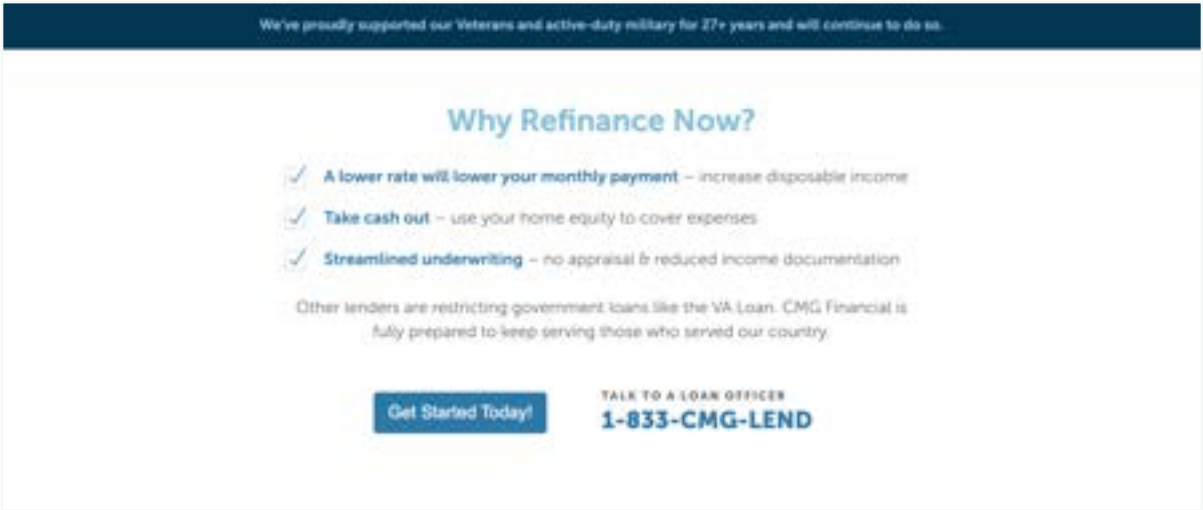 We've proudly supported our Veterans and active-duty military for 27+ years and will continue to do so.
Why Refinance Now?
A lower rate will lower your monthly payment – increase disposable income
Take cash out – use your home equity to cover expenses
Streamlined underwriting – no appraisal & reduced income documentation
Other lenders are restricting government loans like the VA Loan. CMG Financial is
fully prepared to keep serving those who served our country.
Get Started Today!
TALK TO A LOAN OFFICER
1-833-CMG-LEND